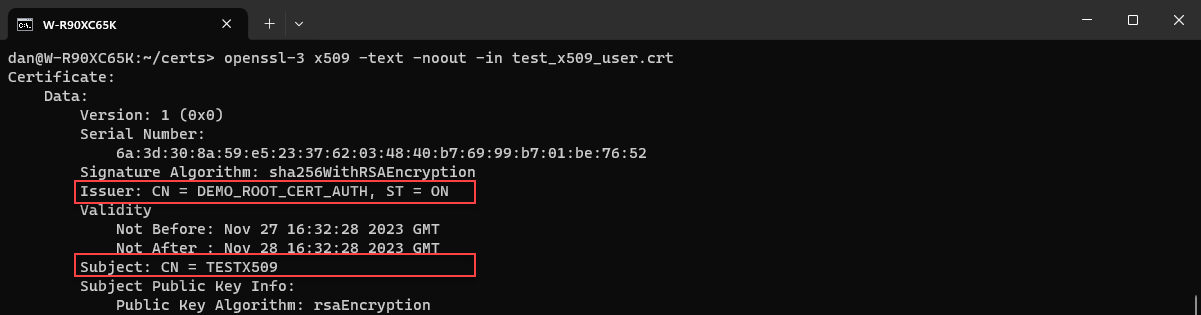 W-R90XC65K
dan@W-R90XC65K:~/certs> openssl-3 x509 -text -noout -in test_x509_user.crt
Certificate:
    Data:
        Version: 1 (0x0)
        Serial Number:
            6a:3d:30:8a:59:e5:23:37:62:03:48:40:b7:69:99:b7:01:be:76:52
        Signature Algorithm: sha256WithRSAEncryption
        Issuer: CN = DEMO_ROOT_CERT_AUTH, ST = ON
        Validity
            Not Before: Nov 27 16:32:28 2023 GMT
            Not After : Nov 28 16:32:28 2023 GMT
        Subject: CN = TESTX509
        Subject Public Key Info:
            Public Key Algorithm: rsaEncryption